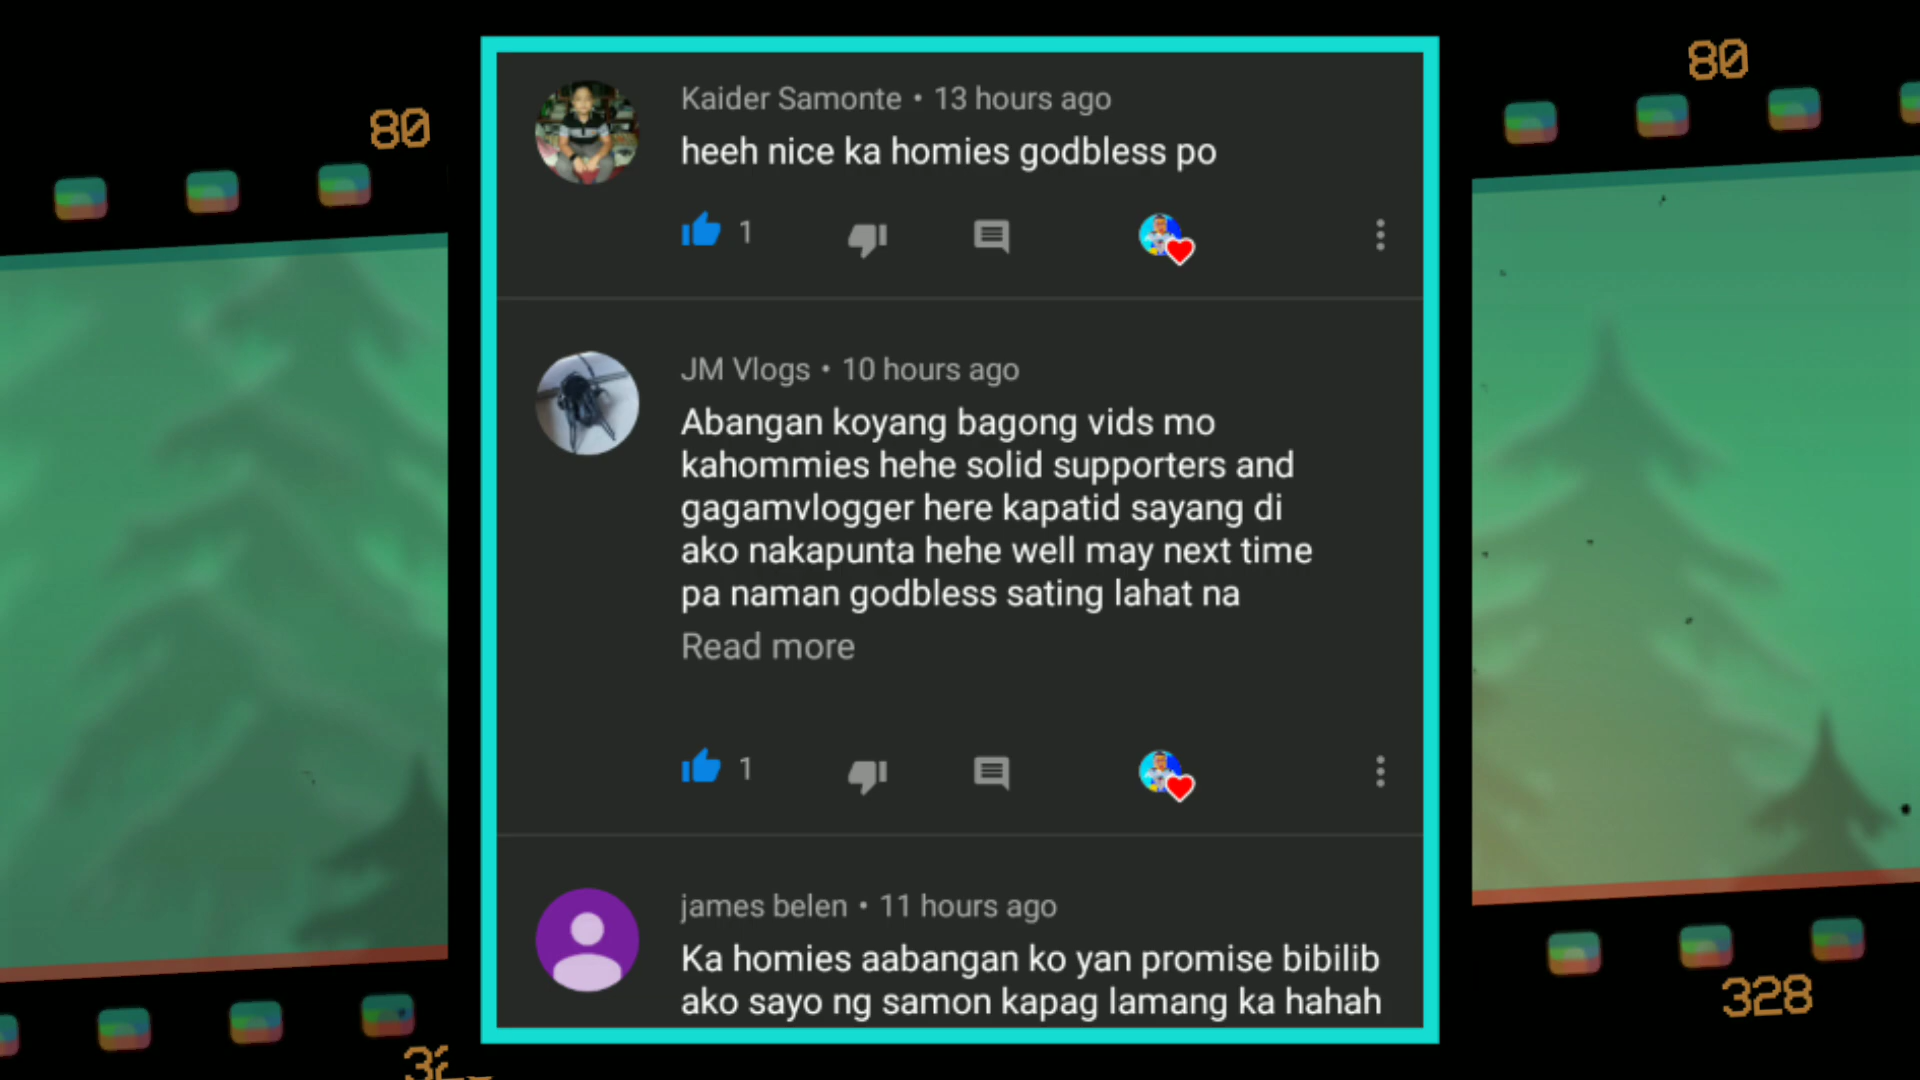 80
80
Kaider Samonte • 13 hours ago
heeh nice ka homies godbless po
1
JM Vlogs • 10 hours ago
Abangan koyang bagong vids mo
kahommies hehe solid supporters and
gagamvlogger here kapatid sayang di
ako nakapunta hehe well may next time
pa naman godbless sating lahat na
Read more
1
james belen • 11 hours ago
Ka homies aabangan ko yan promise bibilib
ako sayo ng samon kapag lamang ka hahah
328